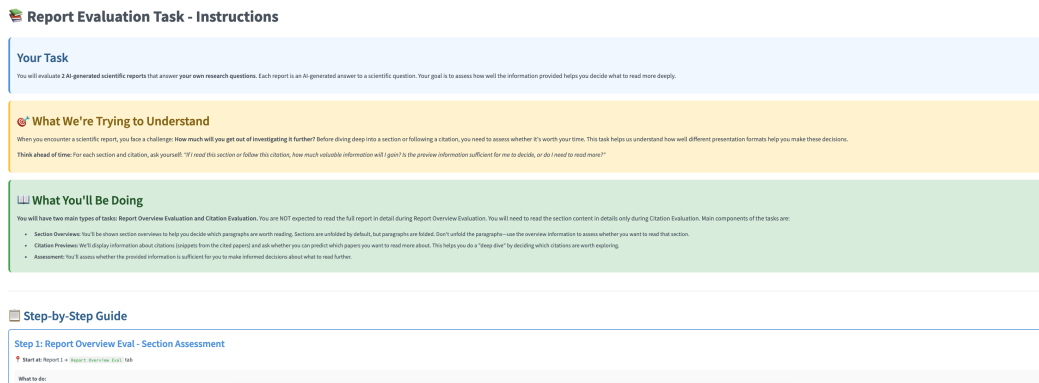 📚 Report Evaluation Task - Instructions
Your Task
You will evaluate 2 AI-generated scientific reports that answer your own research questions. Each report is an AI-generated answer to a scientific question. Your goal is to assess how well the information provided helps you decide what to read more deeply.
🎯 What We're Trying to Understand
When you encounter a scientific report, you face a challenge: How much will you get out of investigating it further? Before diving deep into a section or following a citation, you need to assess whether it's worth your time. This task helps us understand how well different presentation formats help you make these decisions.
Think ahead of time: For each section and citation, ask yourself: "If I read this section or follow this citation, how much valuable information will I gain? Is the preview information sufficient for me to decide, or do I need to read more?"
📖 What You'll Be Doing
You will have two main types of tasks: Report Overview Evaluation and Citation Evaluation. You are NOT expected to read the full report in detail during Report Overview Evaluation. You will need to read the section content in details only during Citation Evaluation. Main components of the tasks are:
• Section Overviews: You'll be shown section overviews to help you decide which paragraphs are worth reading. Sections are unfolded by default, but paragraphs are folded. Don't unfold the paragraphs—use the overview information to assess whether you want to read that section.
• Citation Previews: We'll display information about citations (snippets from the cited papers) and ask whether you can predict which papers you want to read more about. This helps you do a "deep dive" by deciding which citations are worth exploring.
• Assessment: You'll assess whether the provided information is sufficient for you to make informed decisions about what to read further.
📋 Step-by-Step Guide
Step 1: Report Overview Eval - Section Assessment
📍 Start at: Report 1 → Report Overview Eval tab
What to do: